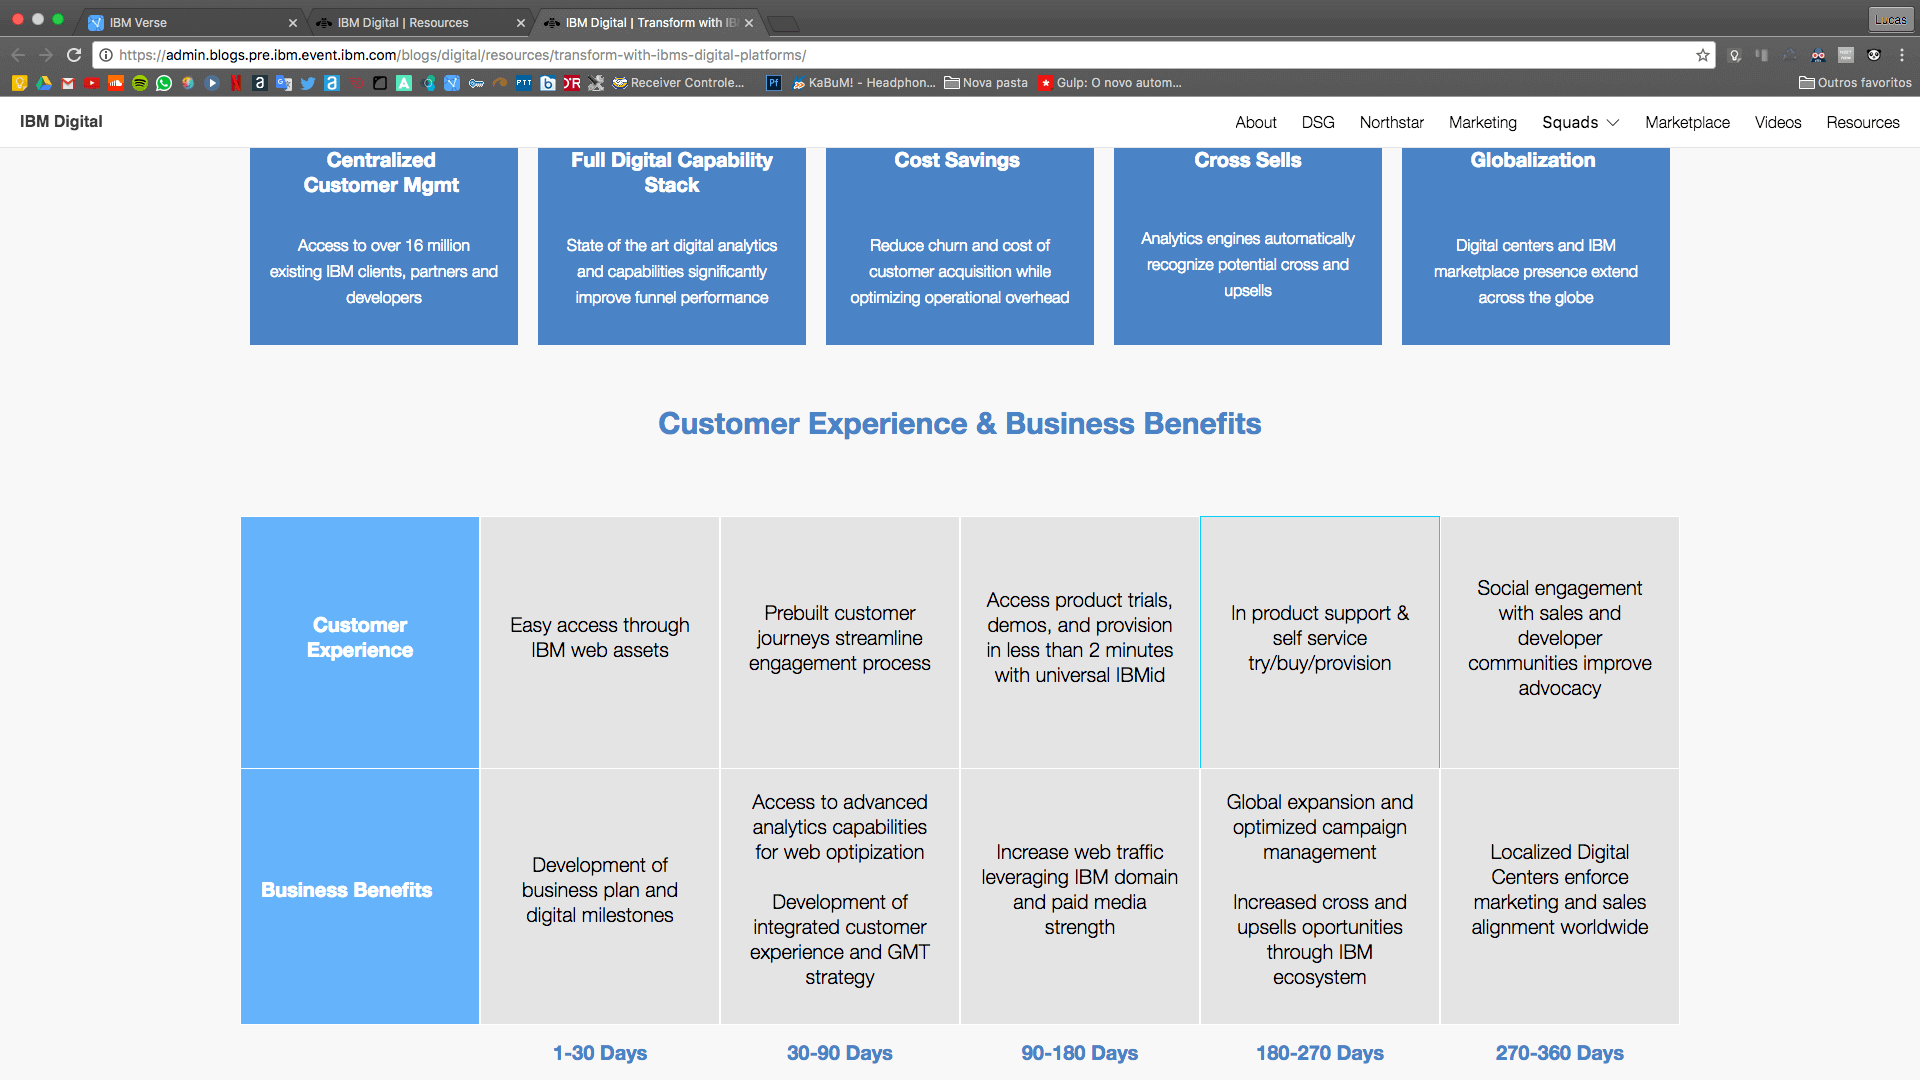 IBM Verse
IBM Digital | Resources
IBM Digital | Transform with IB
Lucas
https://admin.blogs.pre.ibm.event.ibm.com/blogs/digital/resources/transform-with-ibms-digital-platforms/
Receiver Controle...
KaBuM! - Headphon...
Nova pasta
Gulp: O novo autom...
Outros favoritos
IBM Digital
About
DSG
Northstar
Marketing
Squads
Marketplace
Videos
Resources
Centralized
Customer Mgmt
Access to over 16 million
existing IBM clients, partners and
developers
Full Digital Capability
Stack
State of the art digital analytics
and capabilities significantly
improve funnel performance
Cost Savings
Reduce churn and cost of
customer acquisition while
optimizing operational overhead
Cross Sells
Analytics engines automatically
recognize potential cross and
upsells
Globalization
Digital centers and IBM
marketplace presence extend
across the globe
Customer Experience & Business Benefits
Customer
Experience
Easy access through
IBM web assets
Prebuilt customer
journeys streamline
engagement process
Access product trials,
demos, and provision
in less than 2 minutes
with universal IBMid
In product support &
self service
try/buy/provision
Social engagement
with sales and
developer
communities improve
advocacy
Business Benefits
Development of
business plan and
digital milestones
Access to advanced
analytics capabilities
for web optipization
Development of
integrated customer
experience and GMT
strategy
Increase web traffic
leveraging IBM domain
and paid media
strength
Global expansion and
optimized campaign
management
Increased cross and
upsells oportunities
through IBM
ecosystem
Localized Digital
Centers enforce
marketing and sales
alignment worldwide
1-30 Days
30-90 Days
90-180 Days
180-270 Days
270-360 Days